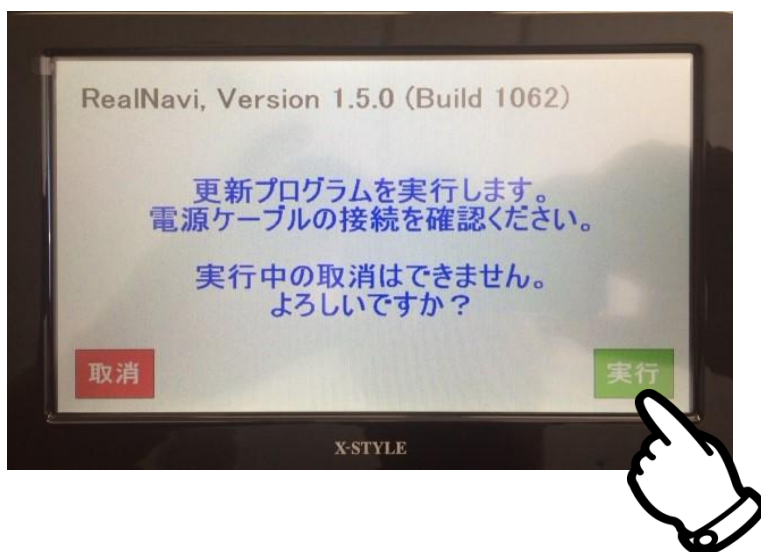 RealNavi, Version 1.5.0 (Build 1062)
更新プログラムを実行します。
電源ケーブルの接続を確認ください。
実行中の取消はできません。
よろしいですか？
取消
実行
X-STYLE